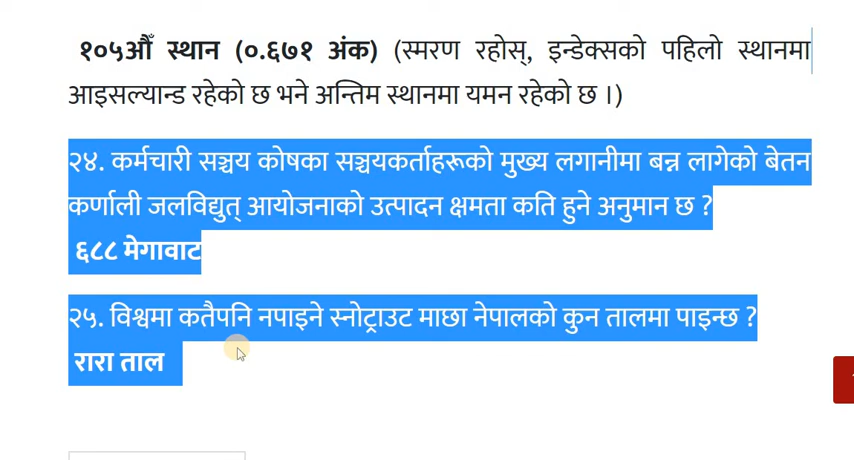 १०५औँ स्थान (०.६७१ अंक) (स्मरण रहोस्, इन्डेक्सको पहिलो स्थानमा
आइसल्यान्ड रहेको छ भने अन्तिम स्थानमा यमन रहेको छ ।)
२४. कर्मचारी सञ्चय कोषका सञ्चयकर्ताहरूको मुख्य लगानीमा बन्न लागेको बेतन
कर्णाली जलविद्युत् आयोजनाको उत्पादन क्षमता कति हुने अनुमान छ ?
६८८ मेगावाट
२५. विश्वमा कतैपनि नपाइने स्नोट्राउट माछा नेपालको कुन तालमा पाइन्छ ?
रारा ताल